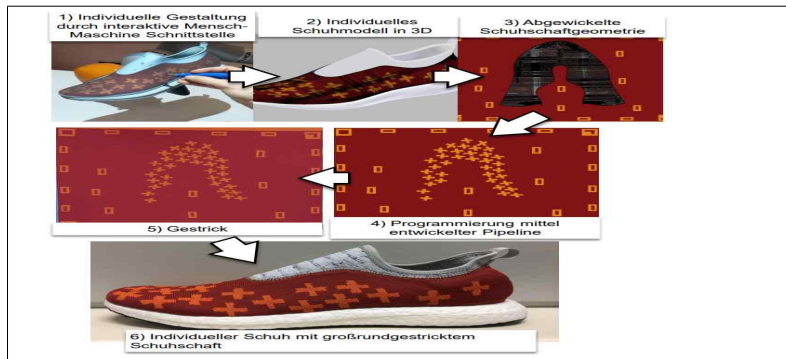 1) Individuelle Gestaltung
durch interaktive Mensch-
Maschine Schnittstelle
2) Individuelles
Schuhmodell in 3D
3) Abgewickelte
Schuhschaftgeometrie
4) Programmierung mittel
entwickelter Pipeline
5) Gestrick
6) Individueller Schuh mit großrundgestricktem
Schuhschaft